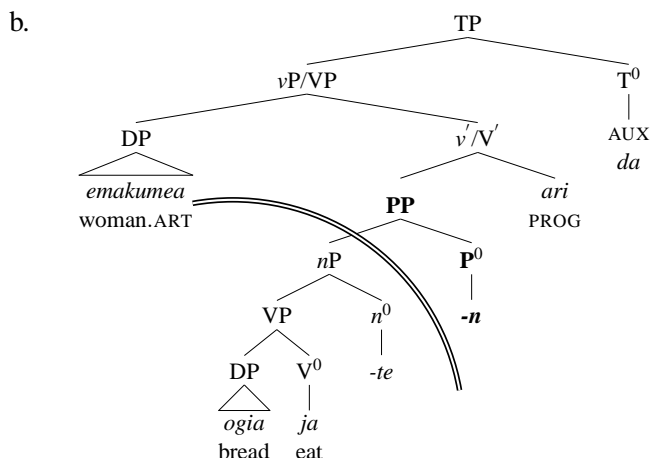 b.
TP
vP/VP T⁰
DP v′/V′ AUX
da
emakumea ari
woman.ART PP PROG
nP P⁰
VP n⁰ -n
DP V⁰ -te
ogia ja
bread eat